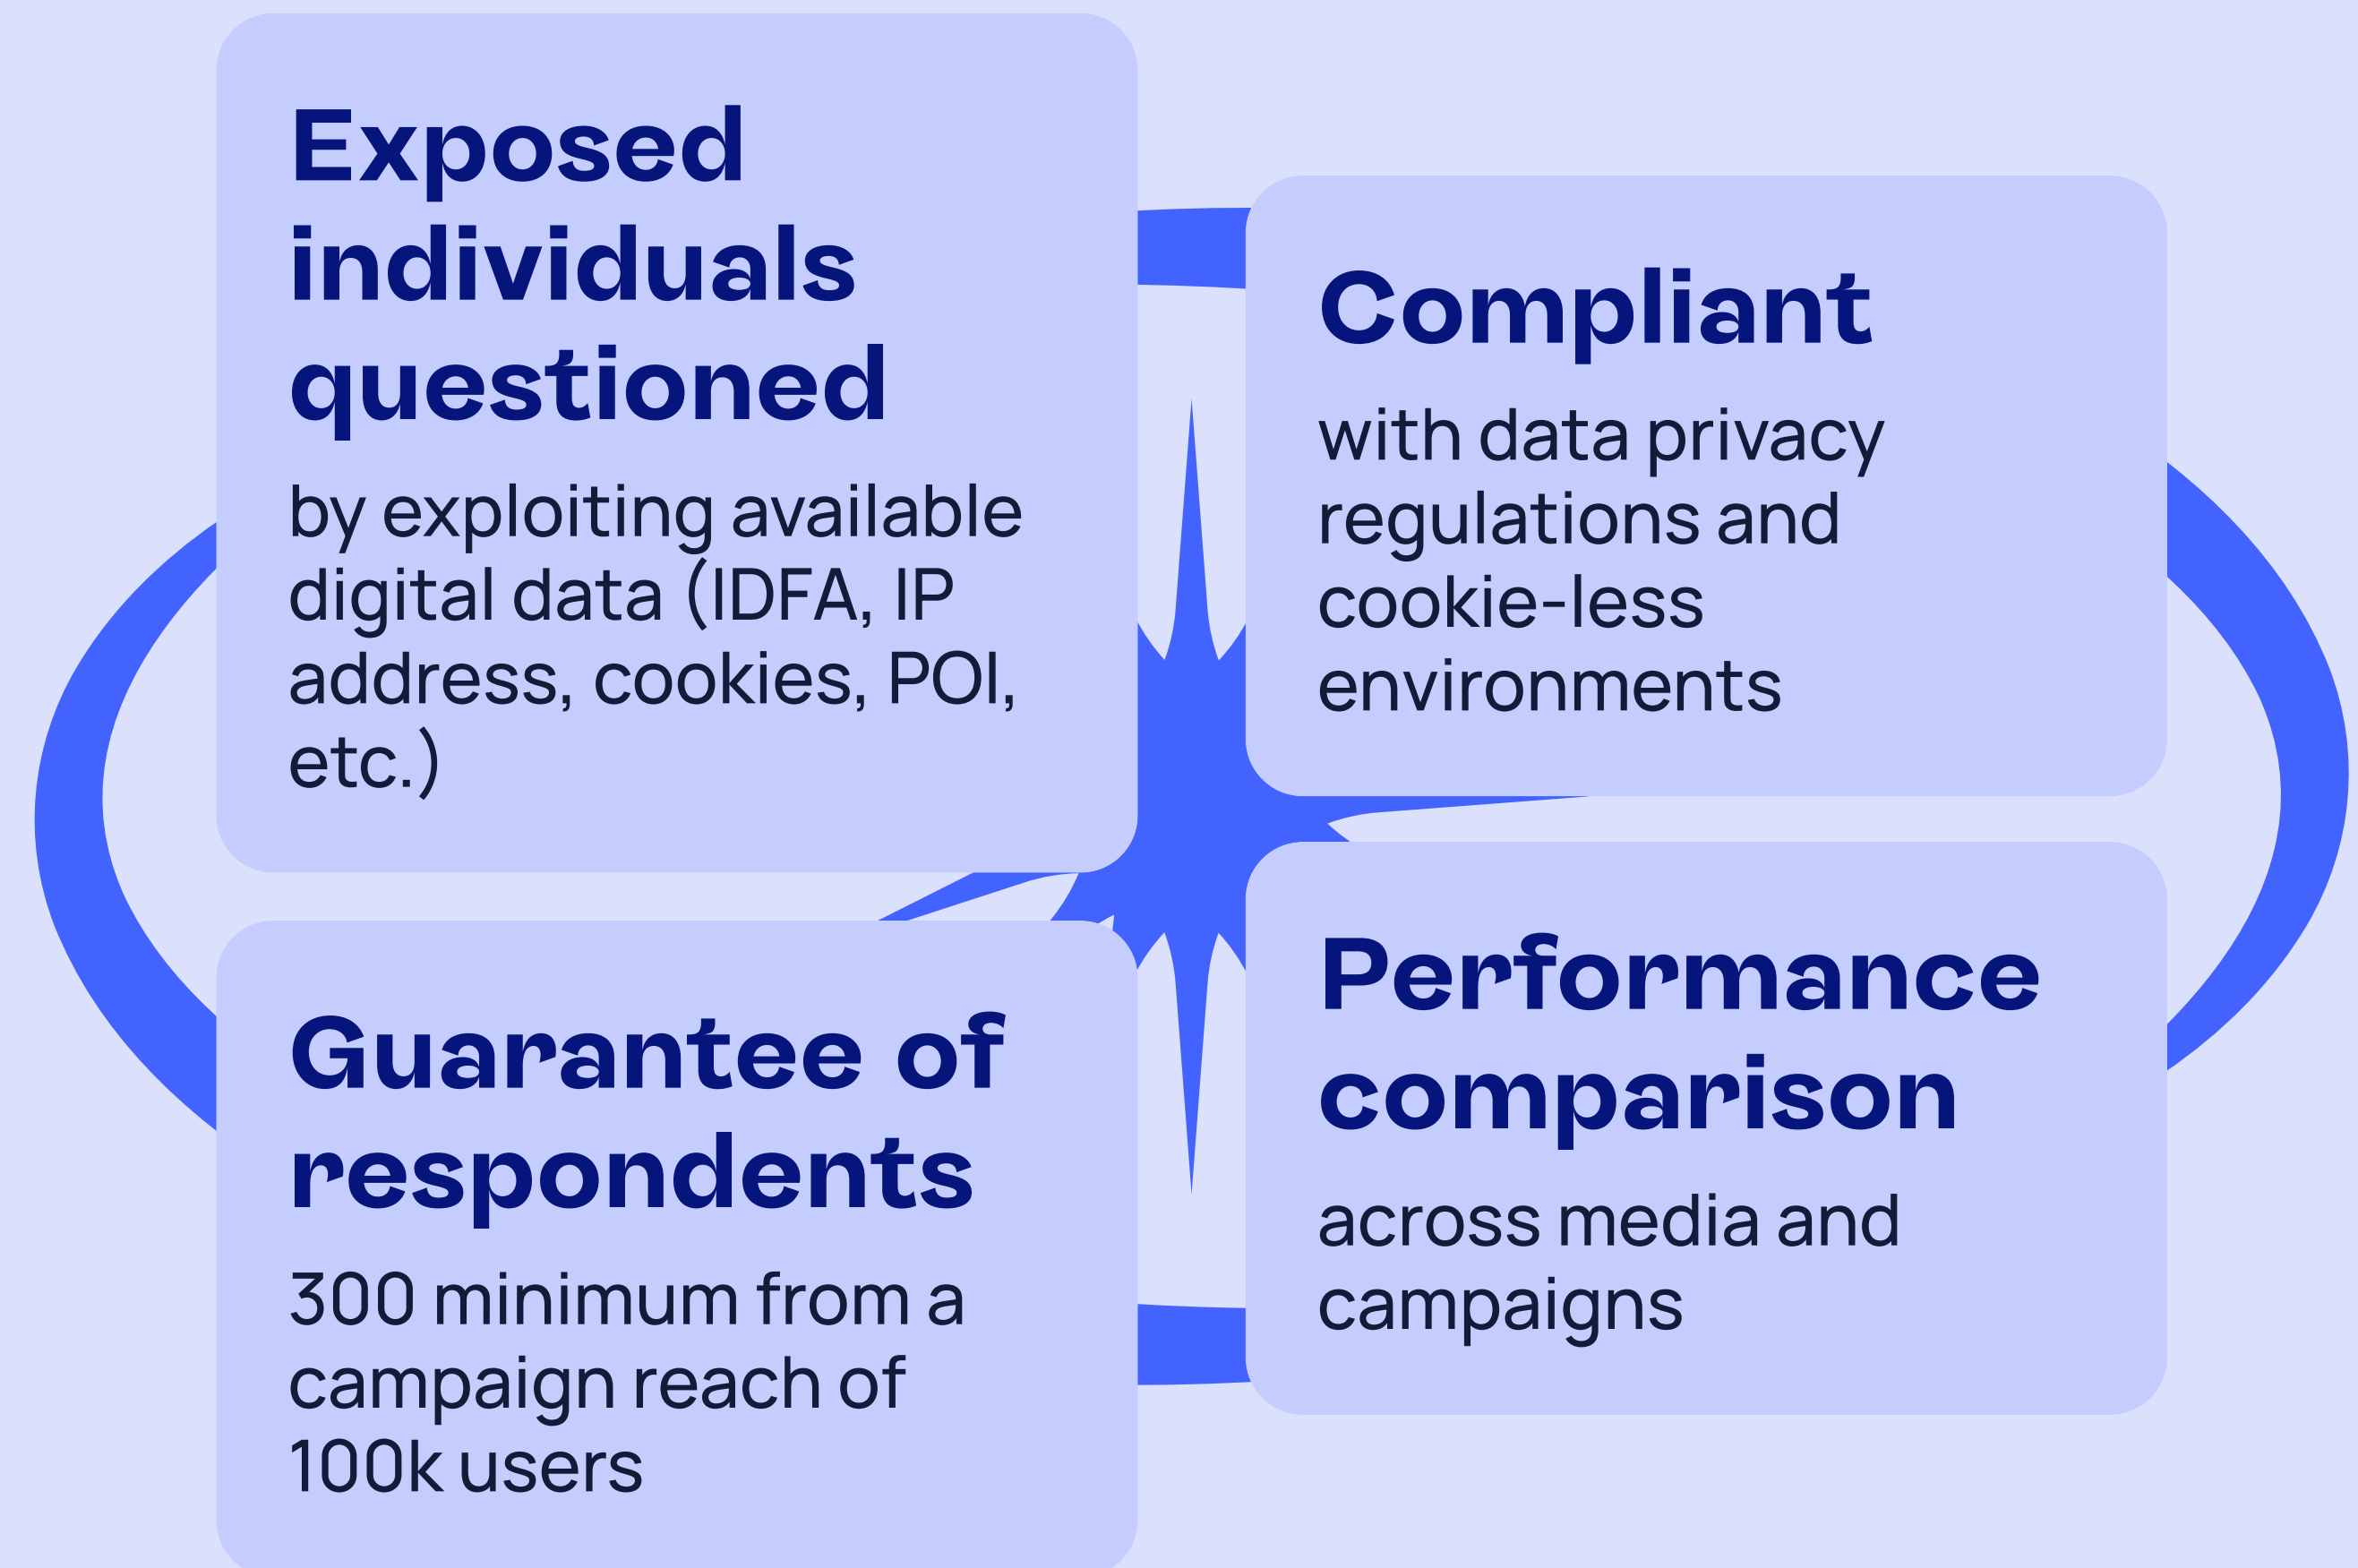 Exposed
individuals
questioned
by exploiting available
digital data (IDFA, IP
address, cookies, POI,
etc.)
Compliant
with data privacy
regulations and
cookie-less
environments
Guarantee of
respondents
300 minimum from a
campaign reach of
100k users
Performance
comparison
across media and
campaigns